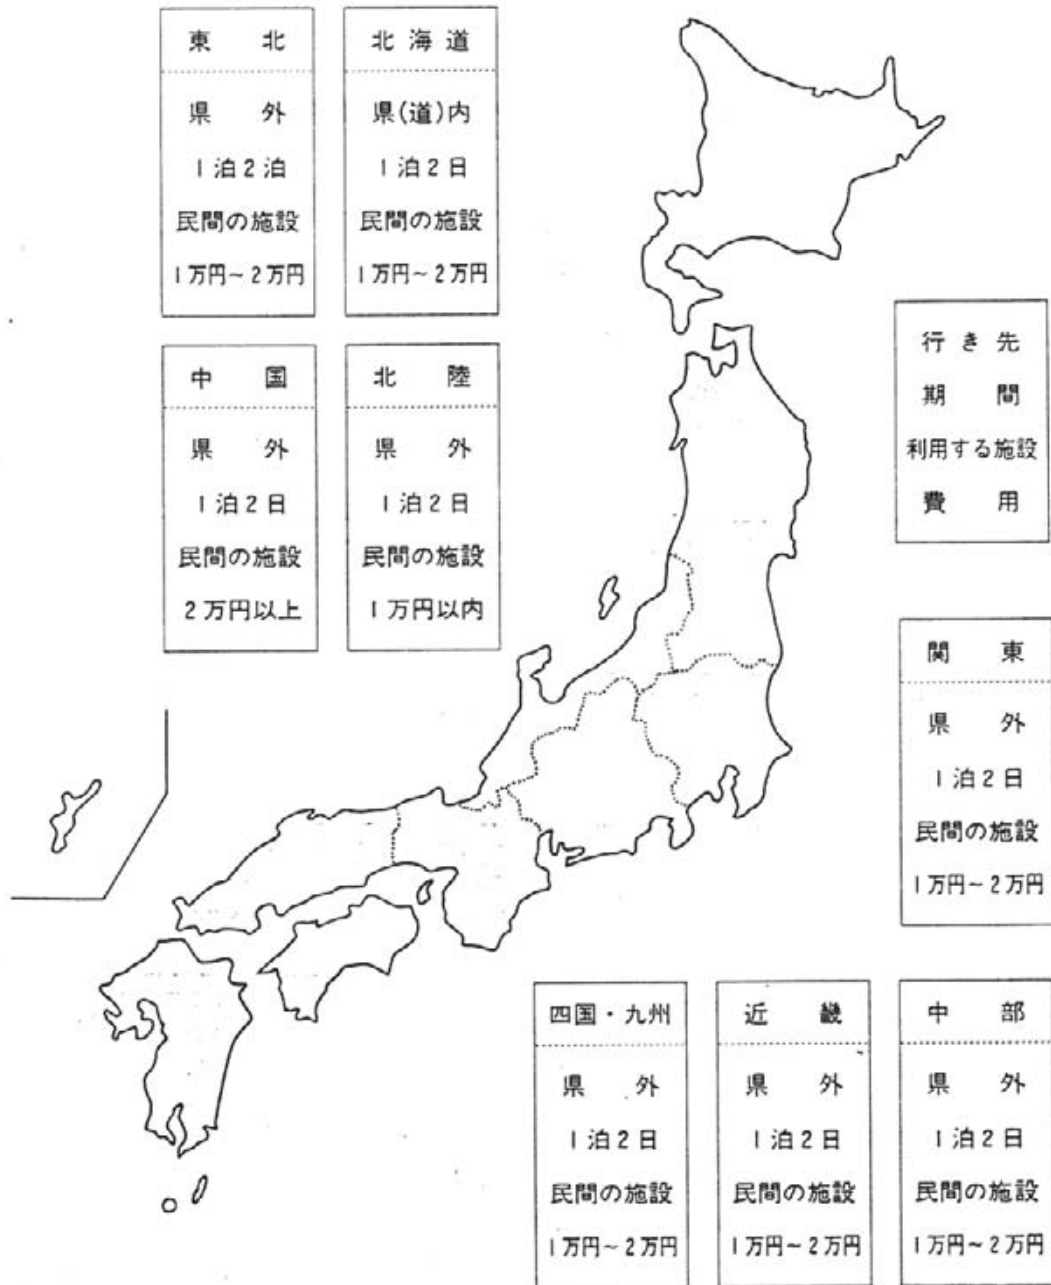 東北
県外
1泊2泊
民間の施設
1万円~2万円
北海道
県(道)内
1泊2日
民間の施設
1万円~2万円
中国
県外
1泊2日
民間の施設
2万円以上
北陸
県外
1泊2日
民間の施設
1万円以内
行き先
期間
利用する施設
費用
関東
県外
1泊2日
民間の施設
1万円~2万円
四国・九州
県外
1泊2日
民間の施設
1万円~2万円
近畿
県外
1泊2日
民間の施設
1万円~2万円
中部
県外
1泊2日
民間の施設
1万円~2万円